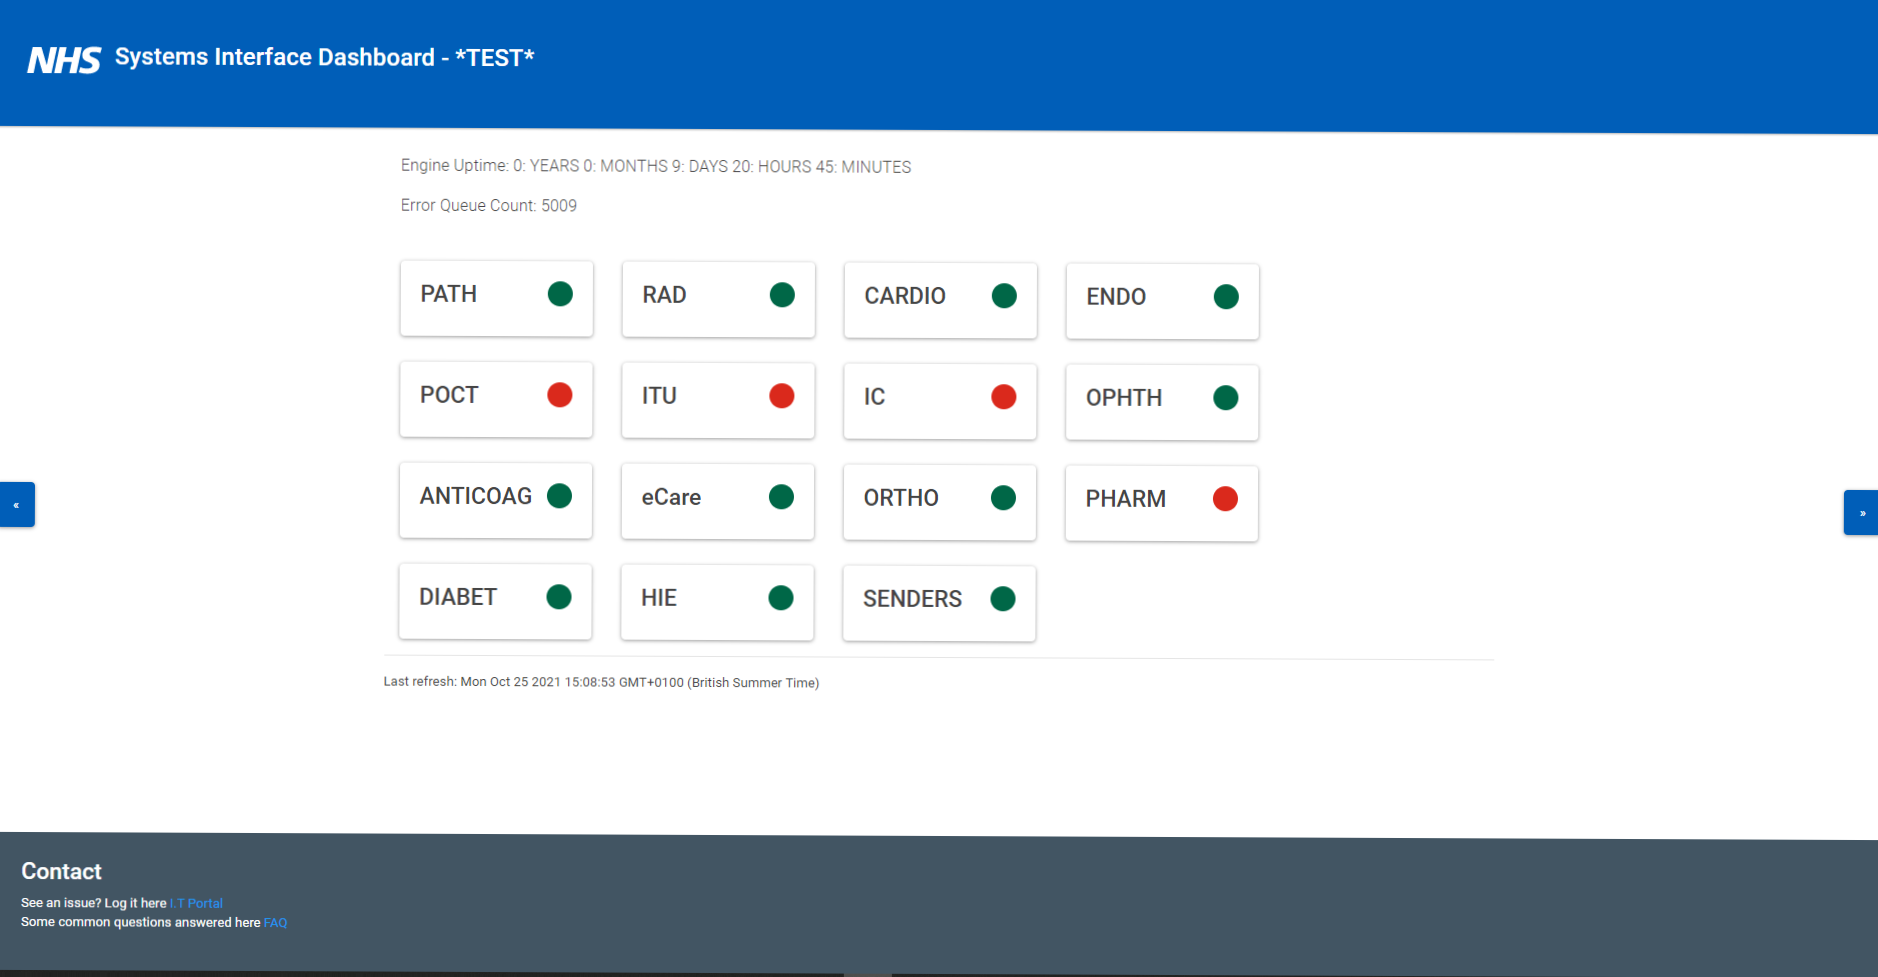 NHS Systems Interface Dashboard - *TEST*
Engine Uptime: 0: YEARS 0: MONTHS 9: DAYS 20: HOURS 45: MINUTES
Error Queue Count: 5009
PATH
RAD
CARDIO
ENDO
POCT
ITU
IC
OPHTH
ANTICOAG
eCare
ORTHO
PHARM
«
»
DIABET
HIE
SENDERS
Last refresh: Mon Oct 25 2021 15:08:53 GMT+0100 (British Summer Time)
Contact
See an issue? Log it here I.T Portal
Some common questions answered here FAQ